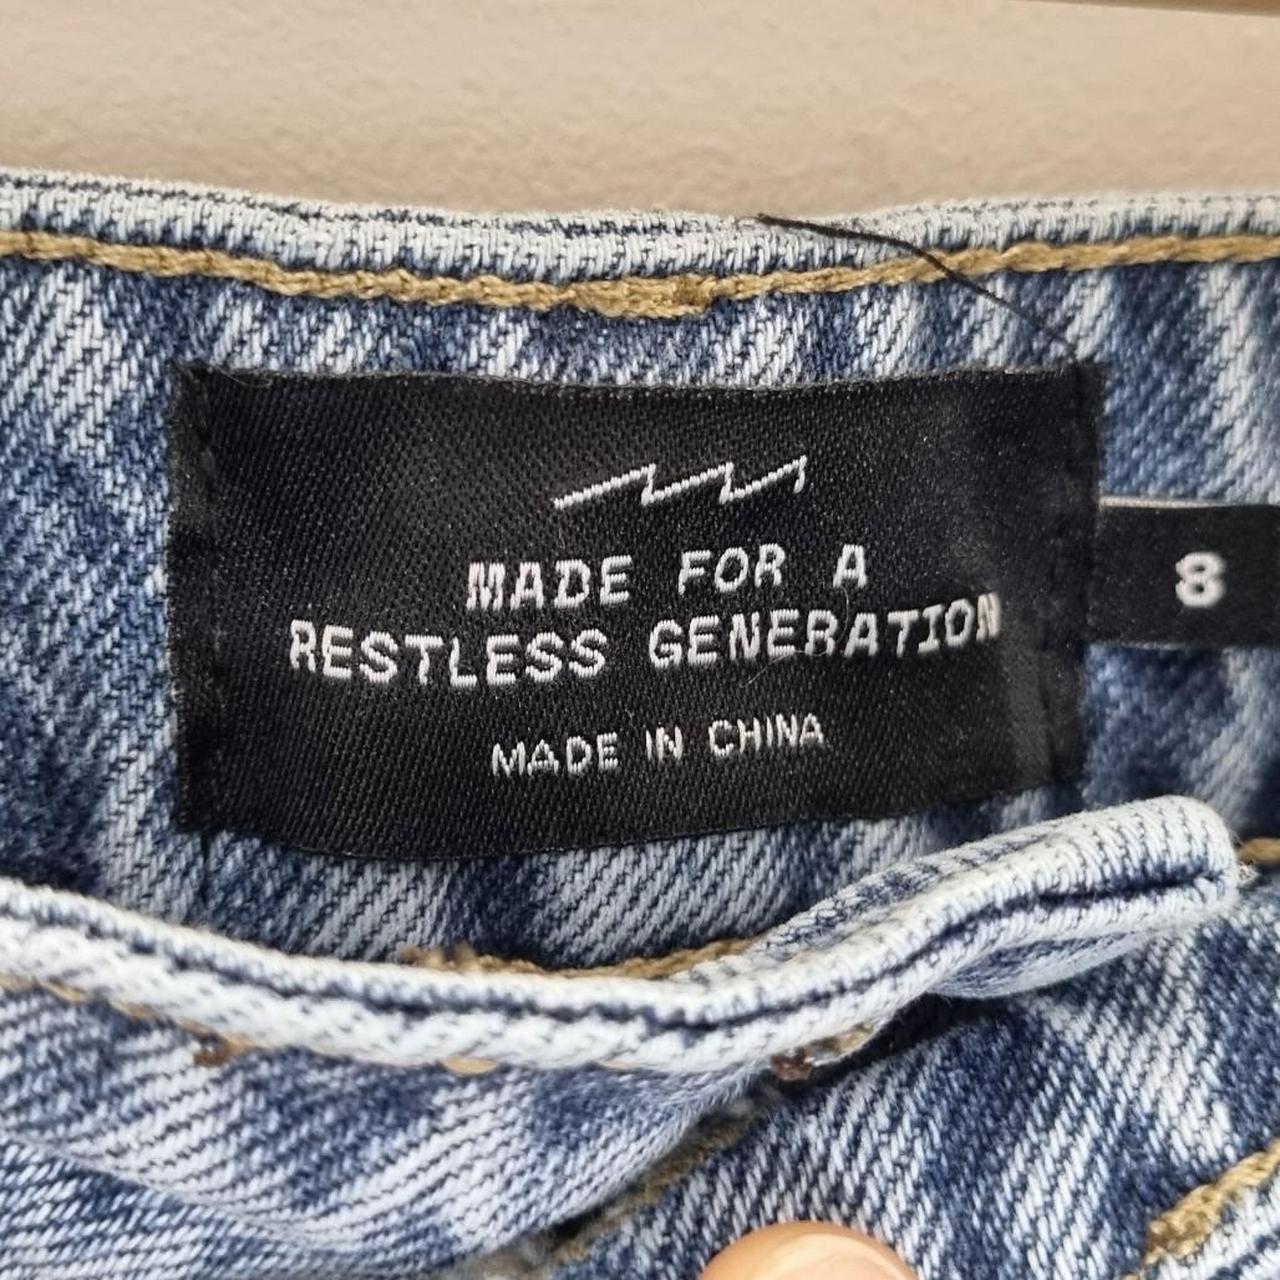 MADE FOR A
RESTLESS GENERATION
MADE IN CHINA
8